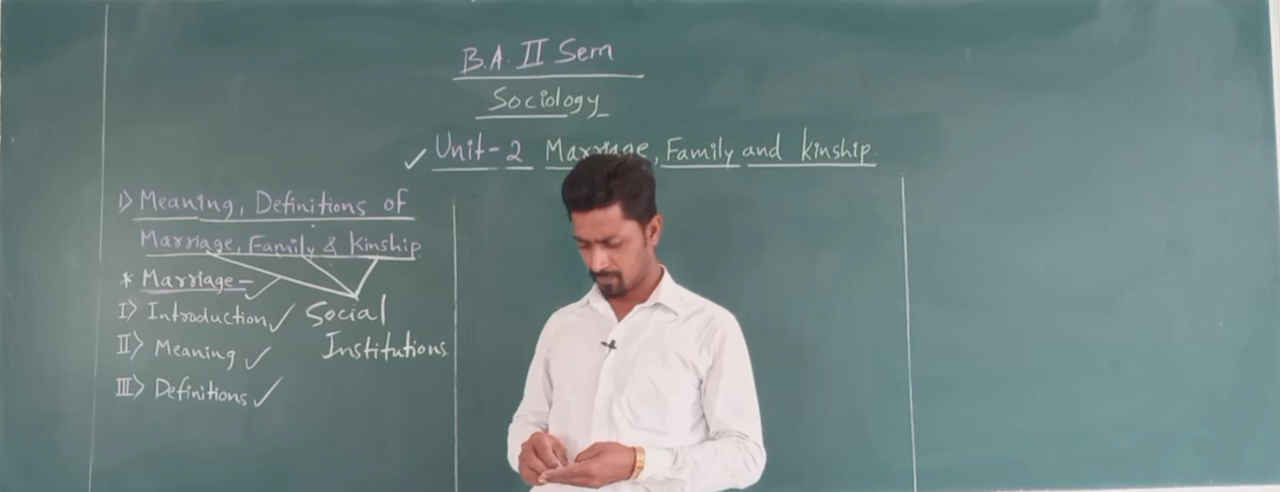 B.A. II Sem
Sociology
✓ Unit-2 Marriage, Family and kinship.
1) Meaning, Definitions of
Marriage, Family & Kinship
* Marriage-
I) Introduction ✓ Social
II) Meaning ✓ Institutions.
III) Definitions ✓